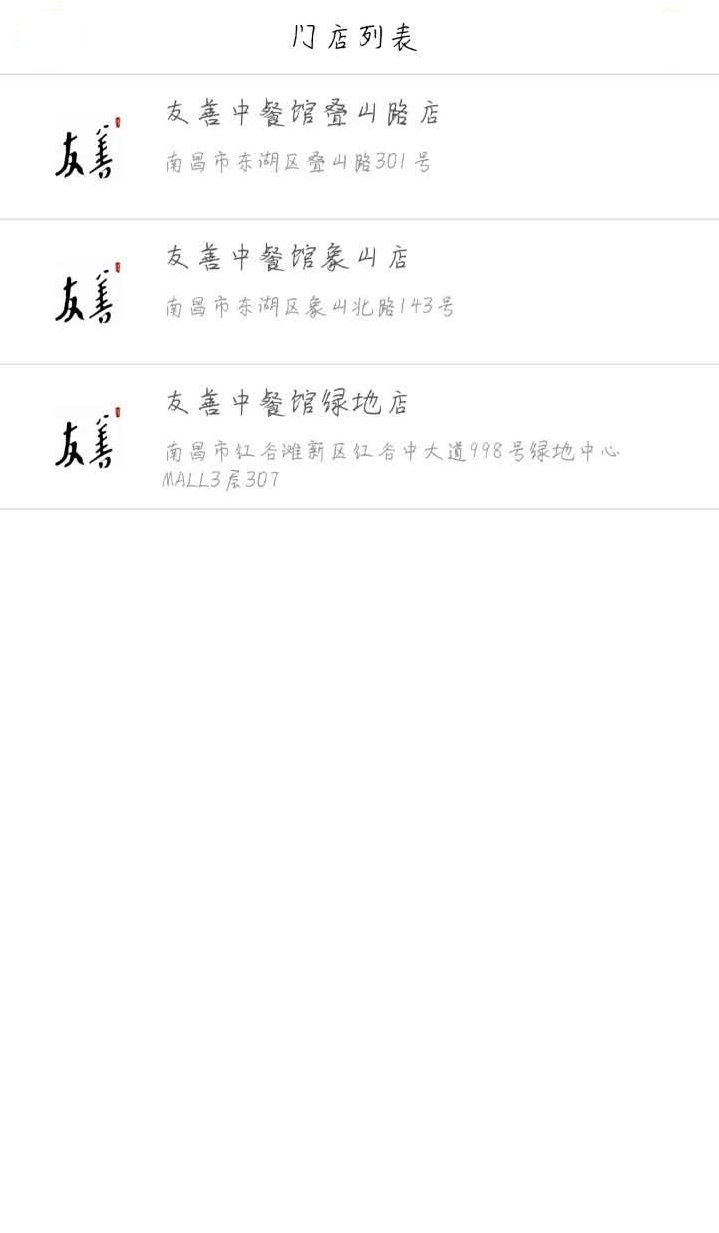 门店列表
友善
友善中餐馆叠山路店
南昌市东湖区叠山路301号
友善
友善中餐馆象山店
南昌市东湖区象山北路143号
友善
友善中餐馆绿地店
南昌市红谷滩新区红谷中大道998号绿地中心
MALL3层307